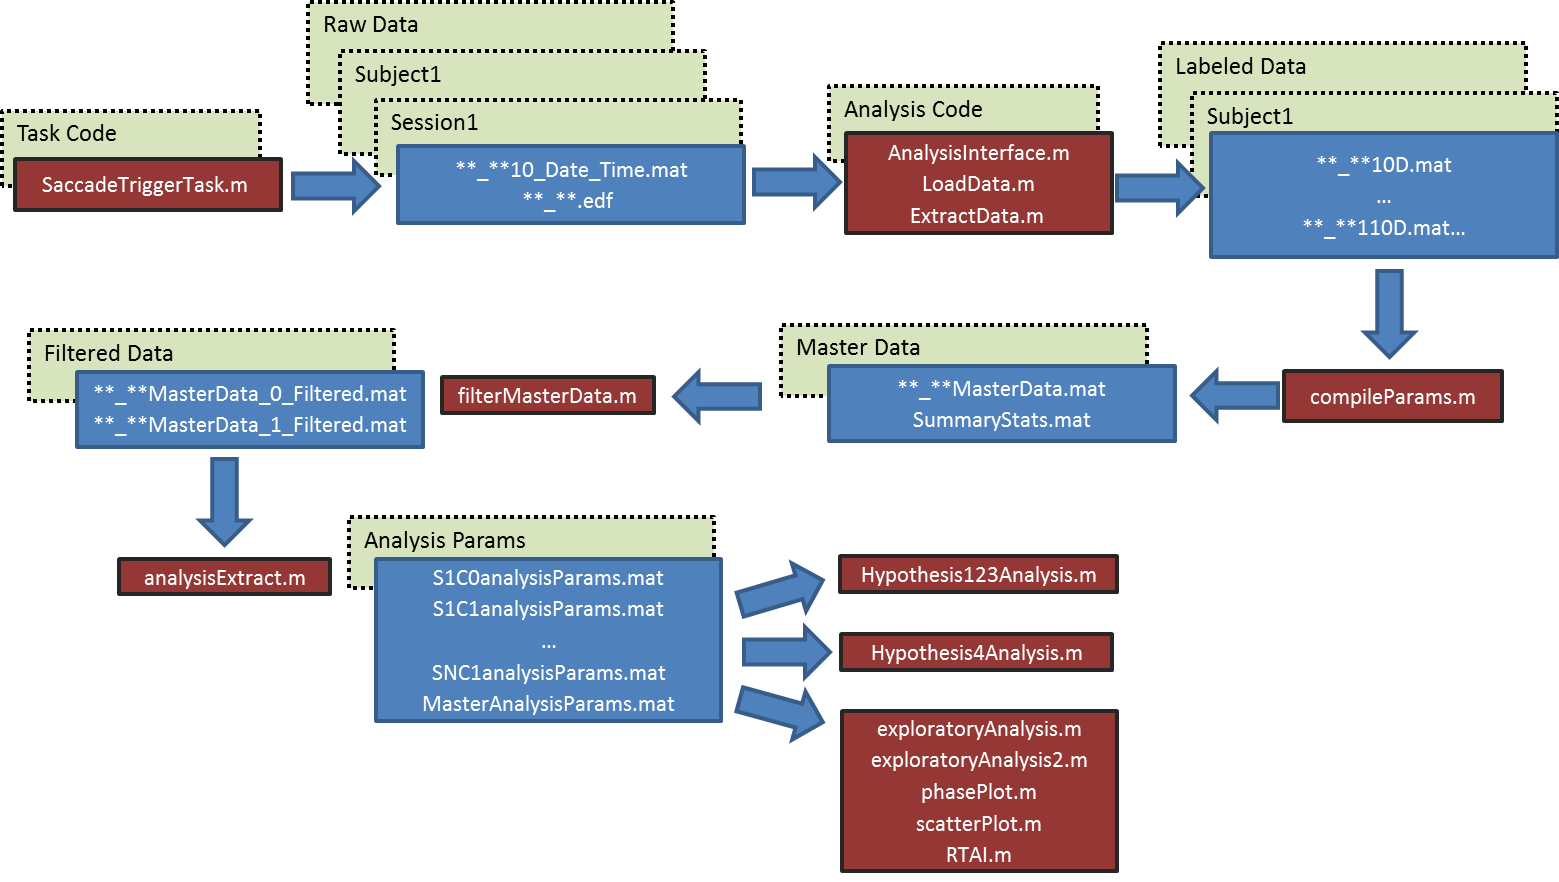 Task Code
SaccadeTriggerTask.m
Raw Data
Subject1
Session1
**_**10_Date_Time.mat
**_**.edf
Analysis Code
AnalysisInterface.m
LoadData.m
ExtractData.m
Labeled Data
Subject1
**_**10D.mat
...
**_**110D.mat...
compileParams.m
Master Data
**_**MasterData.mat
SummaryStats.mat
filterMasterData.m
Filtered Data
**_**MasterData_0_Filtered.mat
**_**MasterData_1_Filtered.mat
analysisExtract.m
Analysis Params
S1C0analysisParams.mat
S1C1analysisParams.mat
...
SNC1analysisParams.mat
MasterAnalysisParams.mat
Hypothesis123Analysis.m
Hypothesis4Analysis.m
exploratoryAnalysis.m
exploratoryAnalysis2.m
phasePlot.m
scatterPlot.m
RTAI.m